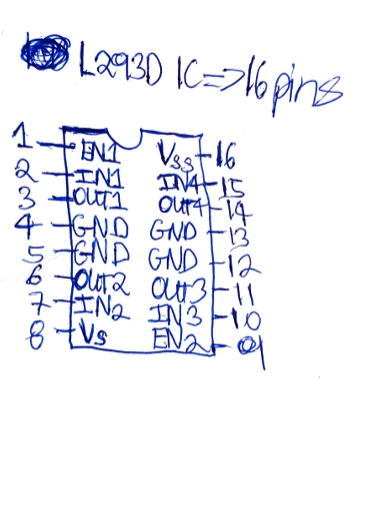 L293D IC=>16 pins
1 EN1 Vss 16
2 IN1 IN4 15
3 OUT1 OUT4 14
4 GND GND 13
5 GND GND 12
6 OUT2 OUT3 11
7 IN2 IN3 10
8 Vs EN2 9